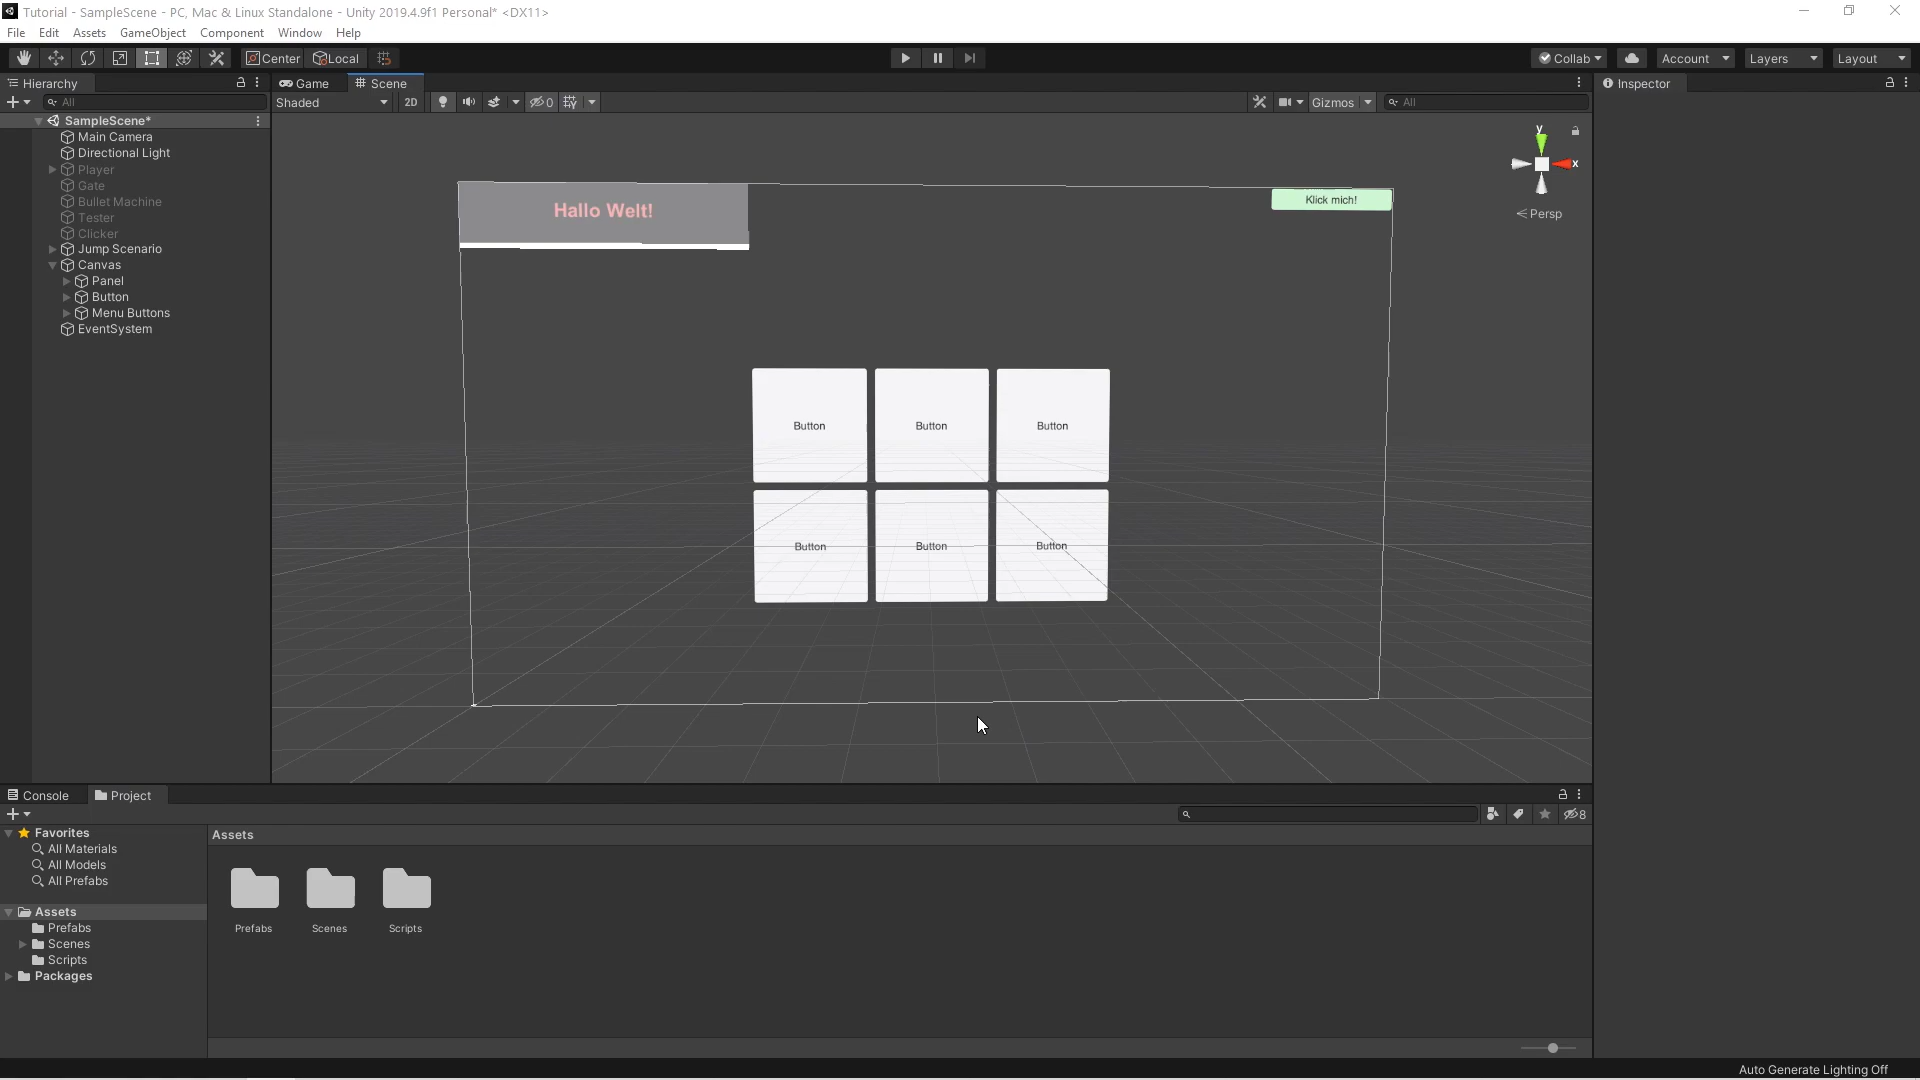 Tutorial - SampleScene - PC, Mac & Linux Standalone - Unity 2019.4.9f1 Personal* <DX11>
File Edit Assets GameObject Component Window Help
Center Local Collab Account Layers Layout
Hierarchy Game Scene Inspector
All Shaded 2D 0 Gizmos All
SampleScene*
Main Camera
Directional Light
Player
Gate
Bullet Machine
Tester
Clicker
Jump Scenario
Canvas
Panel
Button
Menu Buttons
EventSystem
y
x
Persp
Hallo Welt!
Klick mich!
Button Button Button
Button Button Button
Console Project
8
Favorites
All Materials
All Models
All Prefabs
Assets
Prefabs
Scenes
Scripts
Packages
Assets
Prefabs Scenes Scripts
Auto Generate Lighting Off